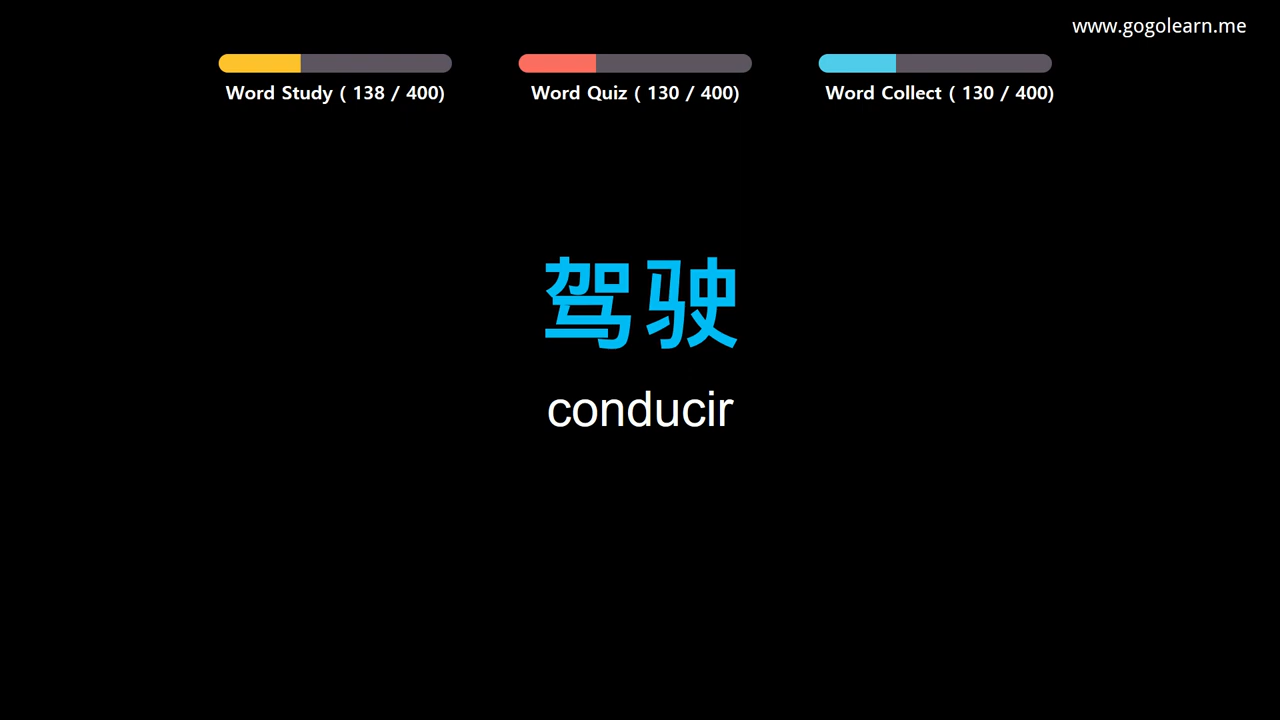 www.gogolearn.me
Word Study ( 138 / 400)
Word Quiz ( 130 / 400)
Word Collect ( 130 / 400)
驾驶
conducir